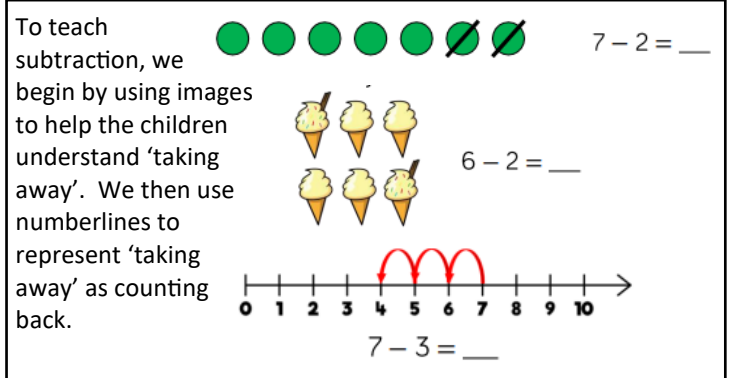 To teach
subtraction, we
begin by using images
to help the children
understand ‘taking
away’.  We then use
numberlines to
represent ‘taking
away’ as counting
back.
7 – 2 = __
6 – 2 = __
0 1 2 3 4 5 6 7 8 9 10
7 – 3 = __